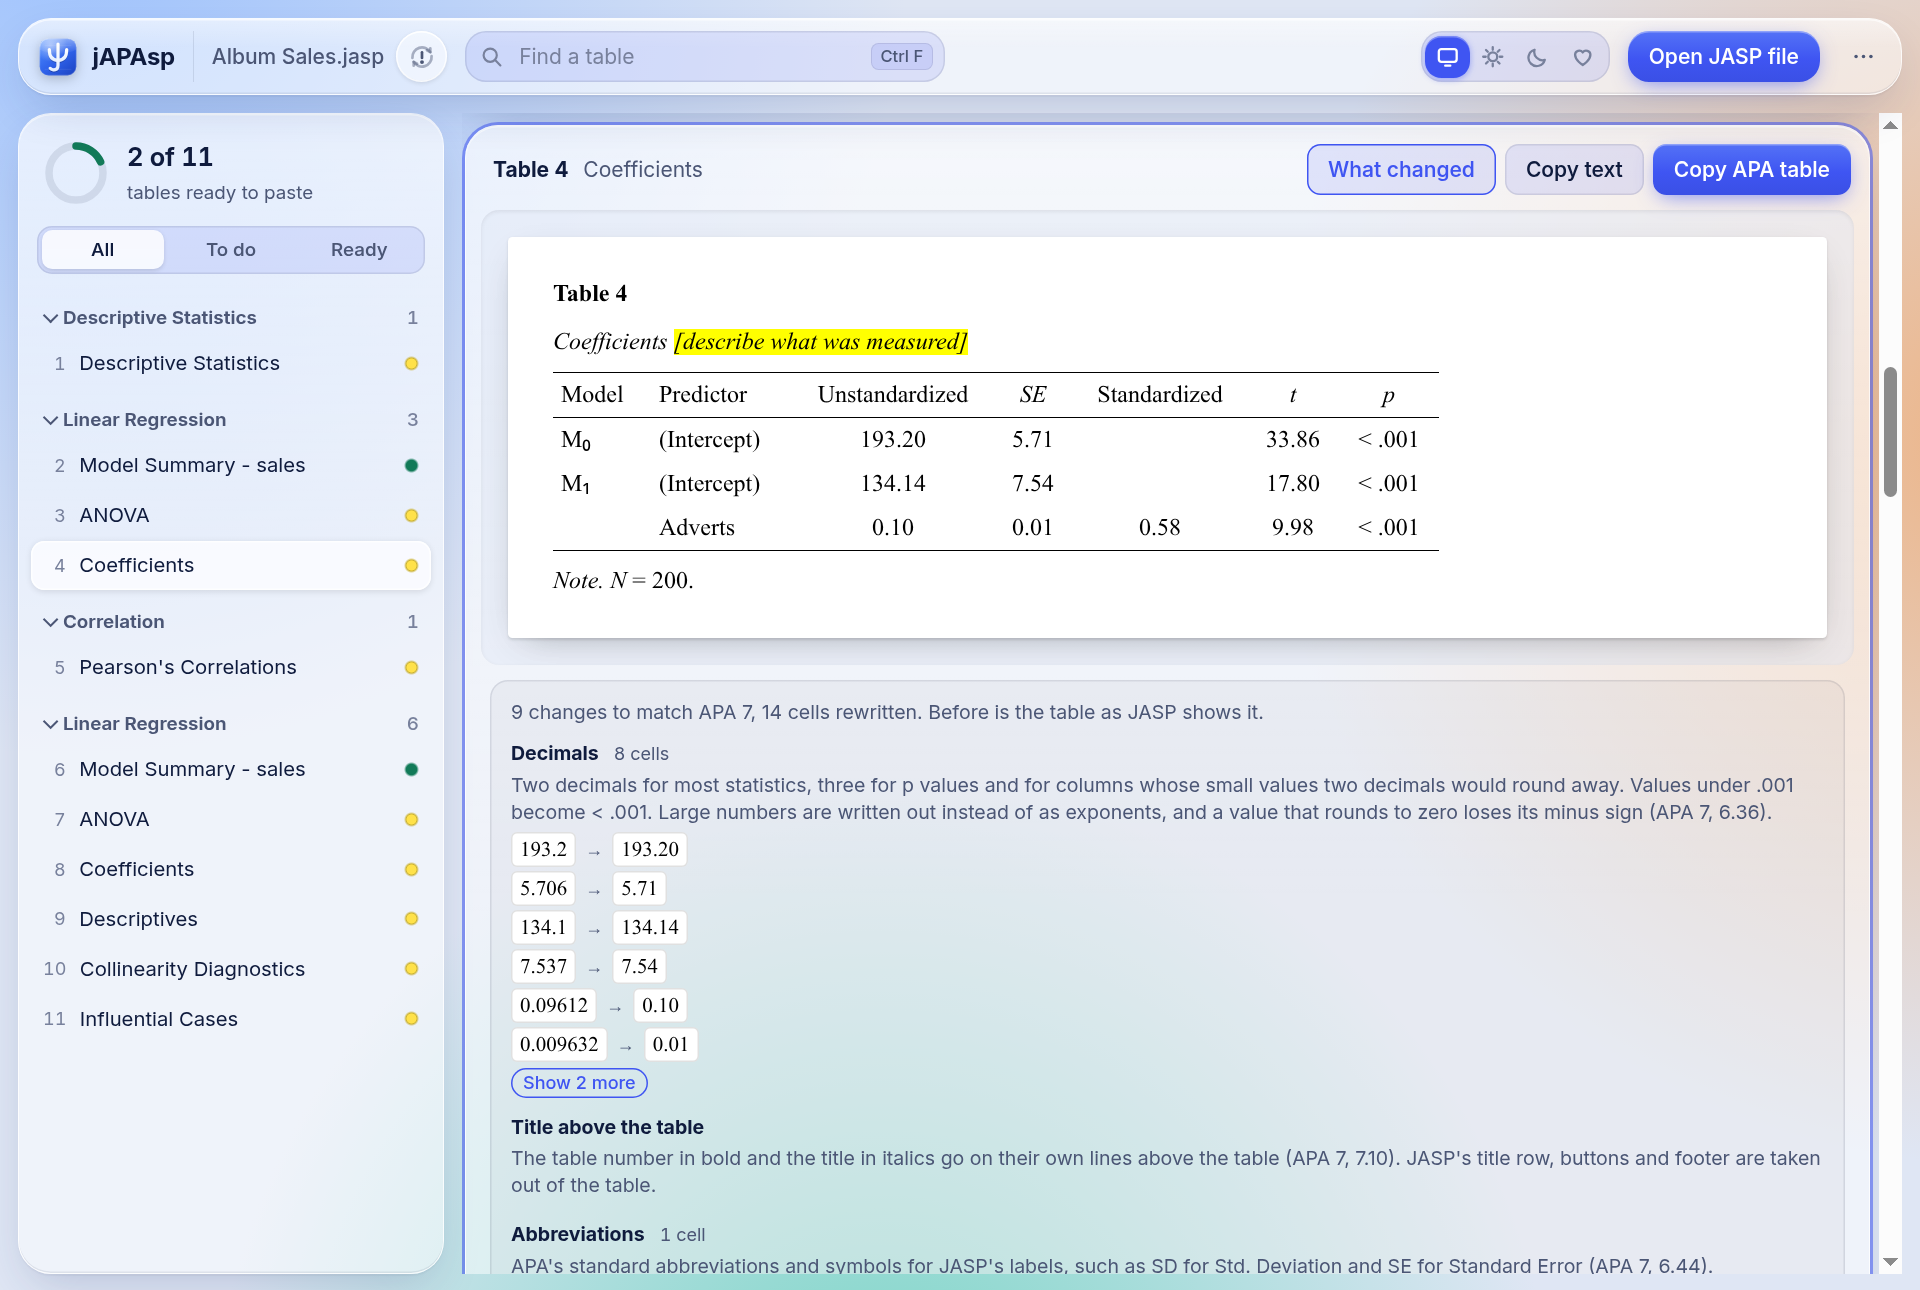 jAPAsp
Album Sales.jasp
Find a table
Ctrl F
Open JASP file
2 of 11
tables ready to paste
All
To do
Ready
Descriptive Statistics 1
1 Descriptive Statistics
Linear Regression 3
2 Model Summary - sales
3 ANOVA
4 Coefficients
Correlation 1
5 Pearson's Correlations
Linear Regression 6
6 Model Summary - sales
7 ANOVA
8 Coefficients
9 Descriptives
10 Collinearity Diagnostics
11 Influential Cases
Table 4 Coefficients
What changed
Copy text
Copy APA table
Table 4
Coefficients [describe what was measured]
Model Predictor Unstandardized SE Standardized t p
M₀ (Intercept) 193.20 5.71 33.86 < .001
M₁ (Intercept) 134.14 7.54 17.80 < .001
Adverts 0.10 0.01 0.58 9.98 < .001
Note. N = 200.
9 changes to match APA 7, 14 cells rewritten. Before is the table as JASP shows it.
Decimals 8 cells
Two decimals for most statistics, three for p values and for columns whose small values two decimals would round away. Values under .001
become < .001. Large numbers are written out instead of as exponents, and a value that rounds to zero loses its minus sign (APA 7, 6.36).
193.2 → 193.20
5.706 → 5.71
134.1 → 134.14
7.537 → 7.54
0.09612 → 0.10
0.009632 → 0.01
Show 2 more
Title above the table
The table number in bold and the title in italics go on their own lines above the table (APA 7, 7.10). JASP's title row, buttons and footer are taken
out of the table.
Abbreviations 1 cell
APA's standard abbreviations and symbols for JASP's labels, such as SD for Std. Deviation and SE for Standard Error (APA 7, 6.44).